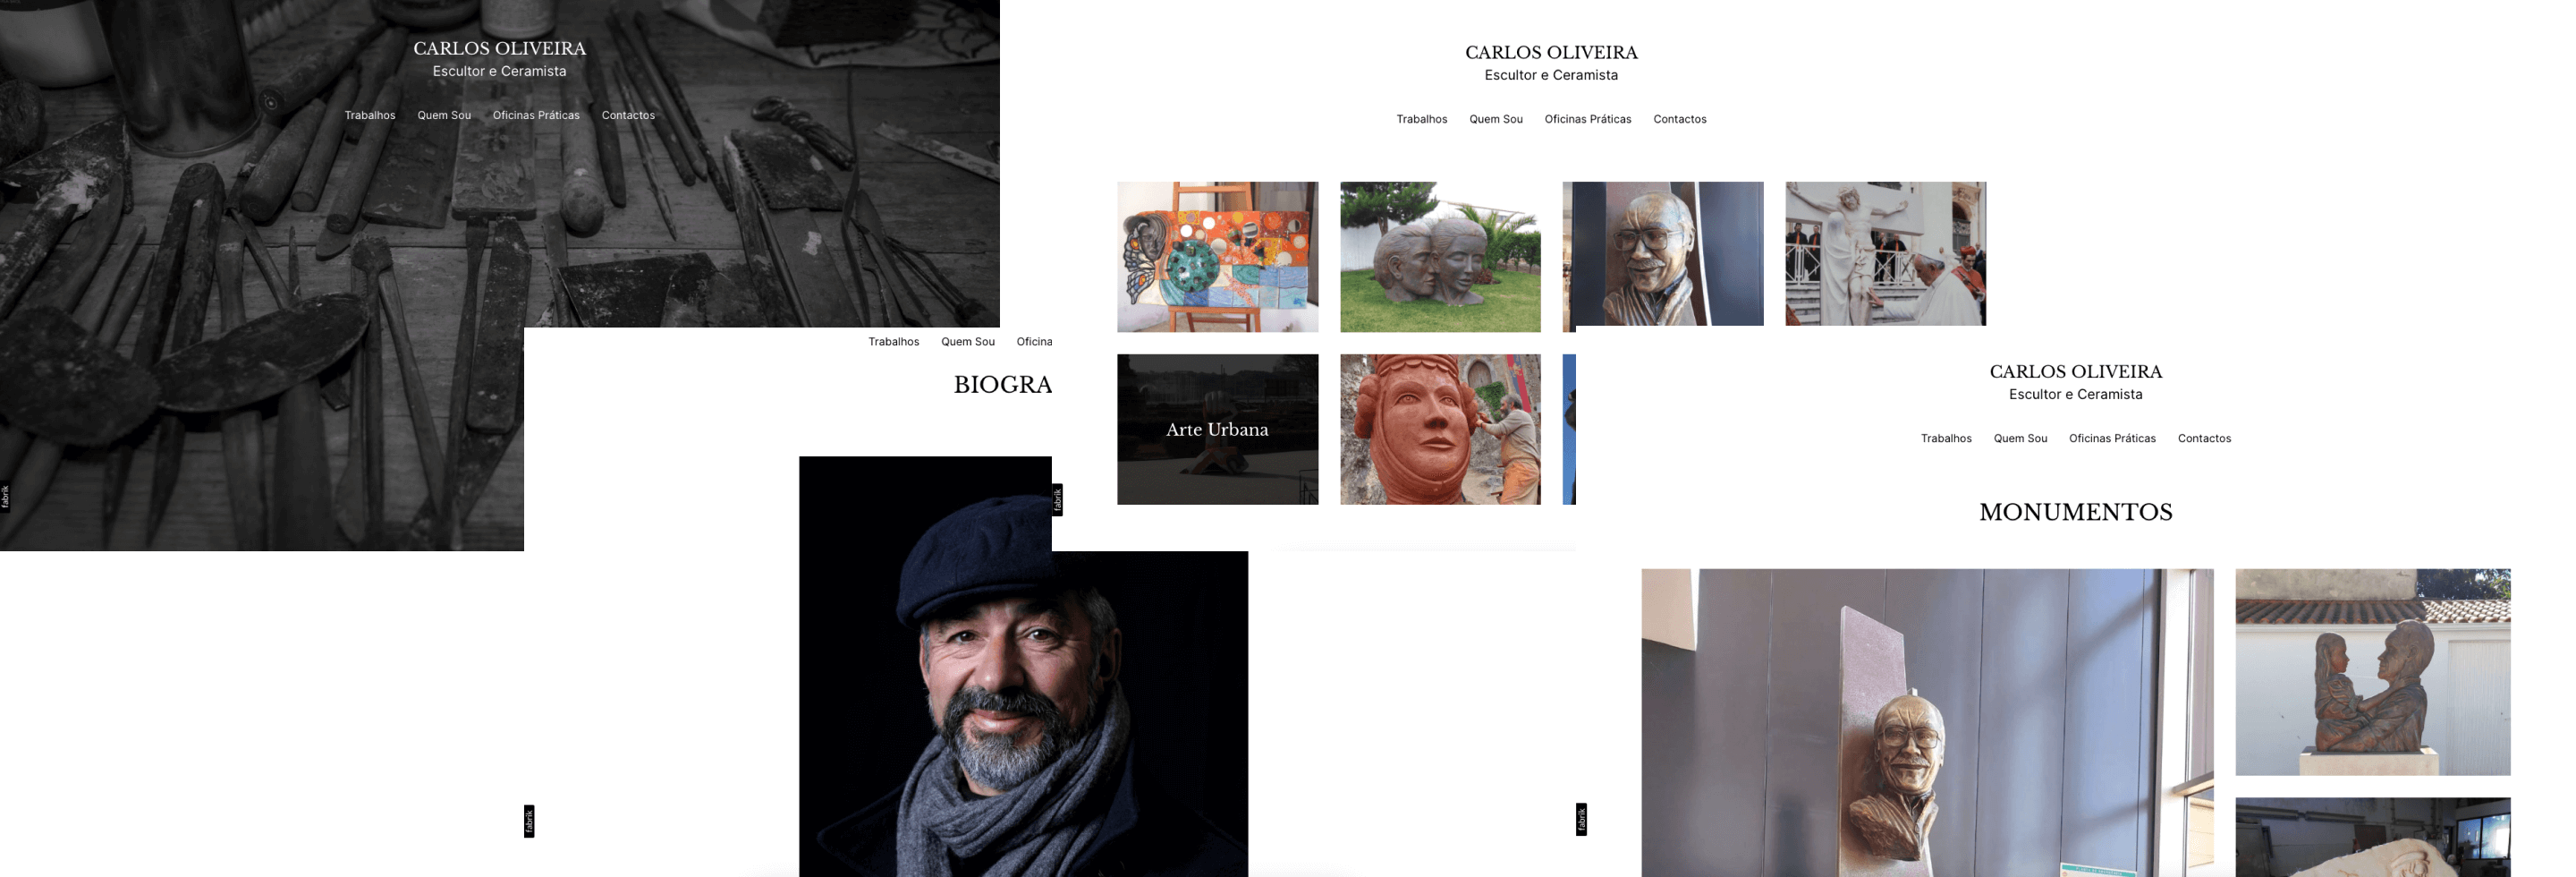 CARLOS OLIVEIRA
Escultor e Ceramista
Trabalhos Quem Sou Oficinas Práticas Contactos
fabrik
CARLOS OLIVEIRA
Escultor e Ceramista
Trabalhos Quem Sou Oficinas Práticas Contactos
Arte Urbana
fabrik
Trabalhos Quem Sou Oficina
BIOGRA
fabrik
CARLOS OLIVEIRA
Escultor e Ceramista
Trabalhos Quem Sou Oficinas Práticas Contactos
MONUMENTOS
fabrik